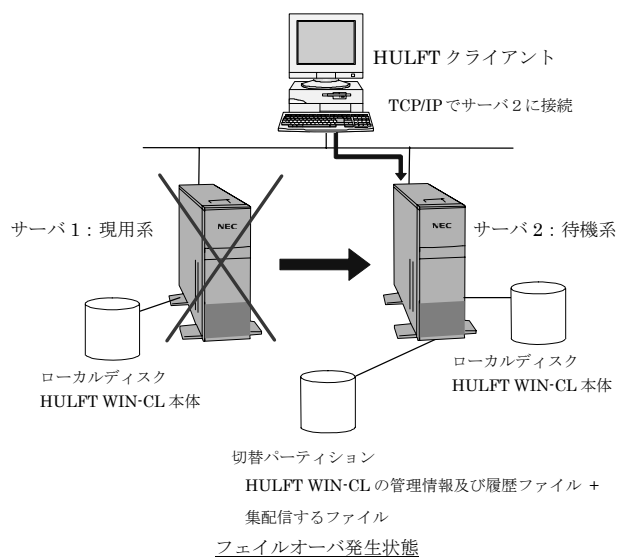 HULFT クライアント
TCP/IP でサーバ 2 に接続
サーバ 1：現用系
NEC
NEC
サーバ 2：待機系
ローカルディスク
HULFT WIN-CL 本体
ローカルディスク
HULFT WIN-CL 本体
切替パーティション
HULFT WIN-CL の管理情報及び履歴ファイル +
集配信するファイル
フェイルオーバ発生状態